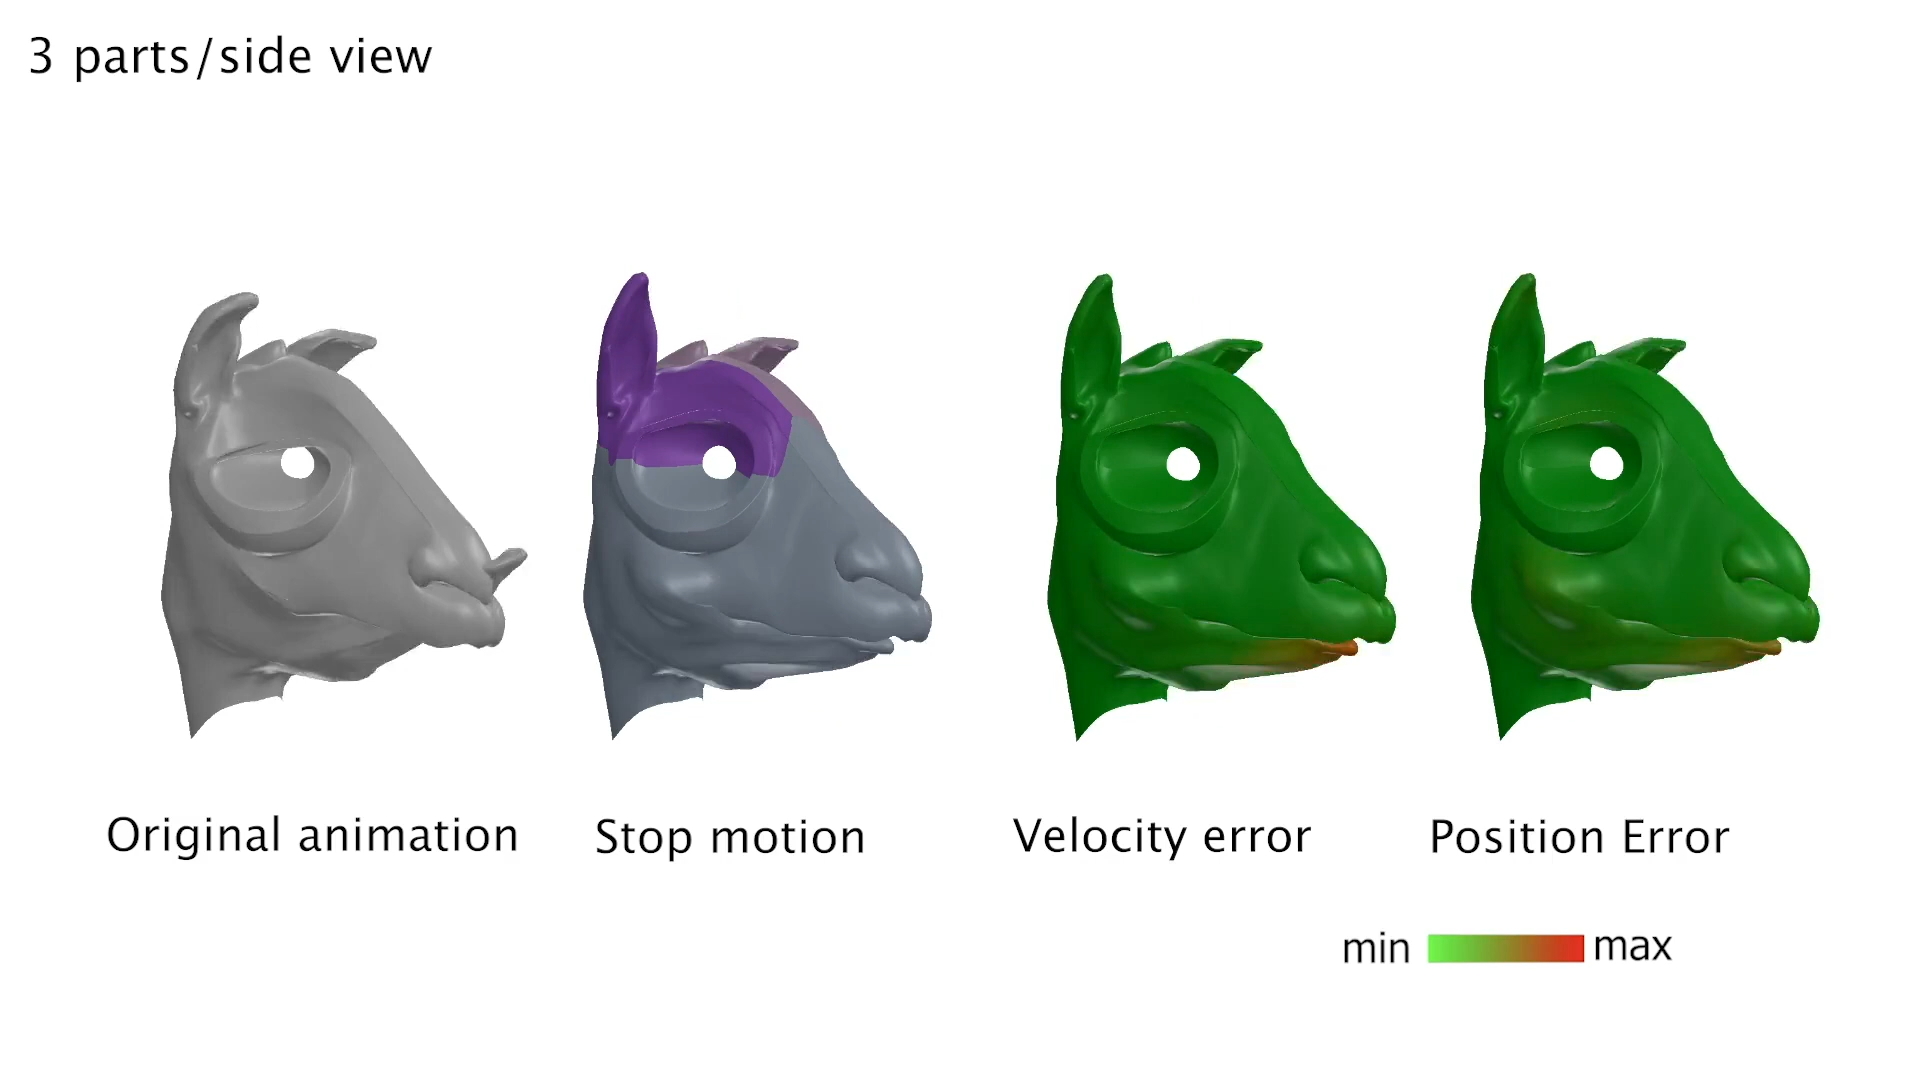 3 parts/side view
Original animation
Stop motion
Velocity error
Position Error
min
max